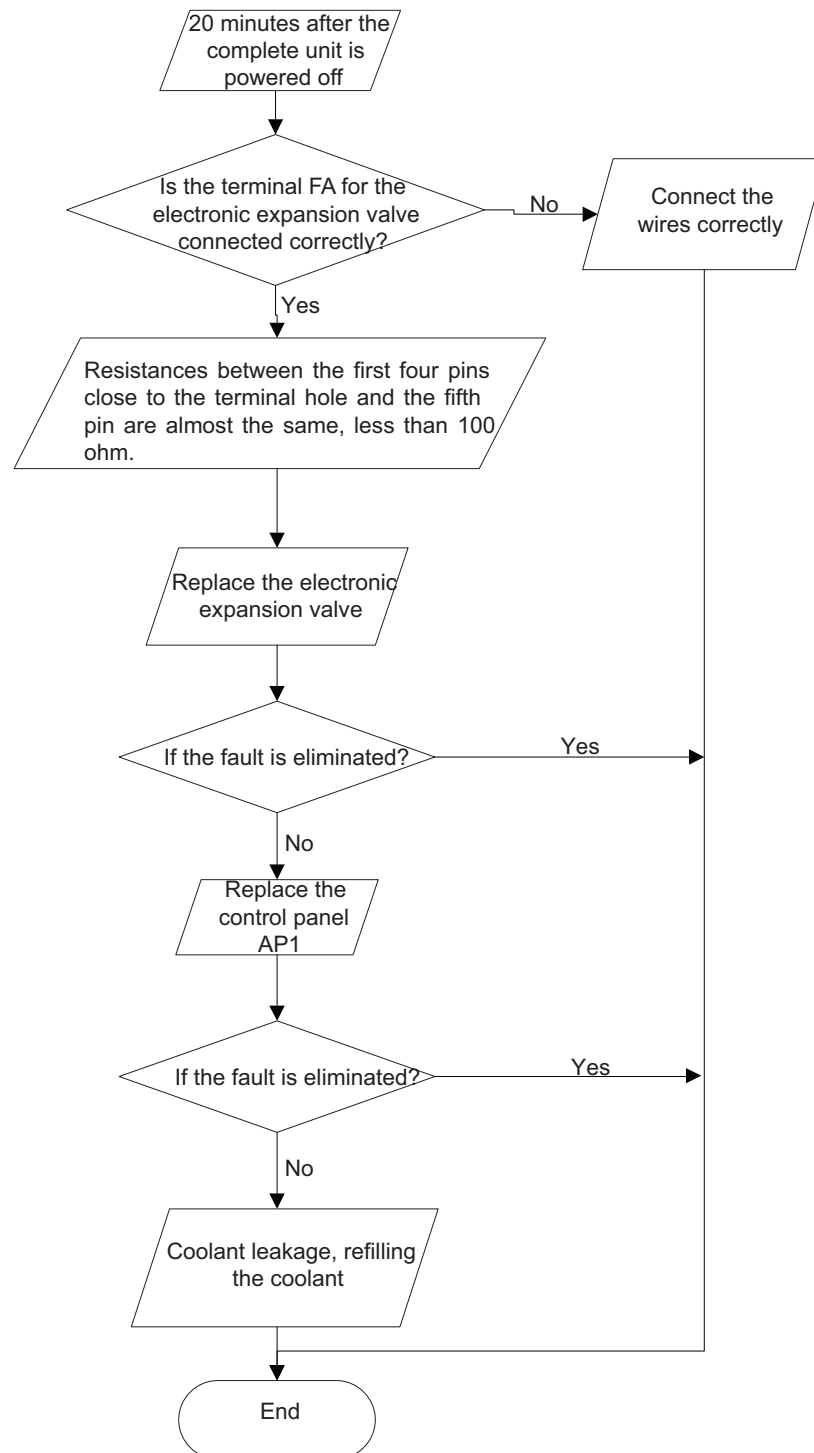 20 minutes after the
complete unit is
powered off
Is the terminal FA for the
electronic expansion valve
connected correctly?
No
Connect the
wires correctly
Yes
Resistances between the first four pins
close to the terminal hole and the fifth
pin are almost the same, less than 100
ohm.
Replace the electronic
expansion valve
If the fault is eliminated?
Yes
No
Replace the
control panel
AP1
If the fault is eliminated?
Yes
No
Coolant leakage, refilling
the coolant
End